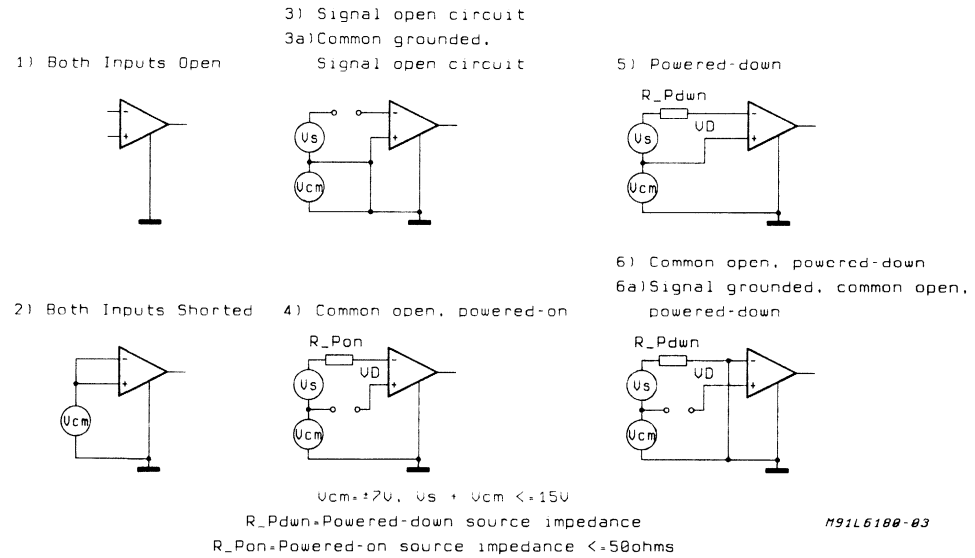 3) Signal open circuit
3a)Common grounded,
Signal open circuit
1) Both Inputs Open
5) Powered-down
-
+
Vs
Vcm
-
+
R_Pdwn
VD
Vs
Vcm
-
+
6) Common open, powered-down
6a)Signal grounded, common open,
powered-down
2) Both Inputs Shorted
4) Common open, powered-on
Vcm
-
+
R_Pon
VD
Vs
Vcm
-
+
R_Pdwn
VD
Vs
Vcm
-
+
Vcm=±7V, Vs + Vcm <=15V
R_Pdwn=Powered-down source impedance
M91L6180-03
R_Pon=Powered-on source impedance <=50ohms